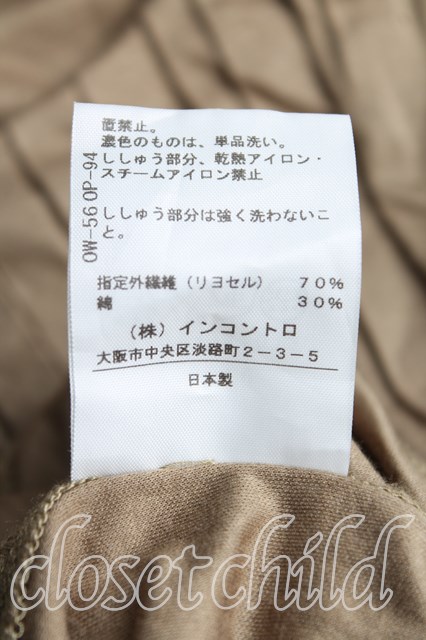 置禁止。
濃色のものは、単品洗い。
ししゅう部分、乾熱アイロン・
スチームアイロン禁止
ししゅう部分は強く洗わないこ
と。
OW-56OP-94
指定外繊維（リヨセル） 70%
綿 30%
（株）インコントロ
大阪市中央区淡路町2-3-5
日本製
closet child